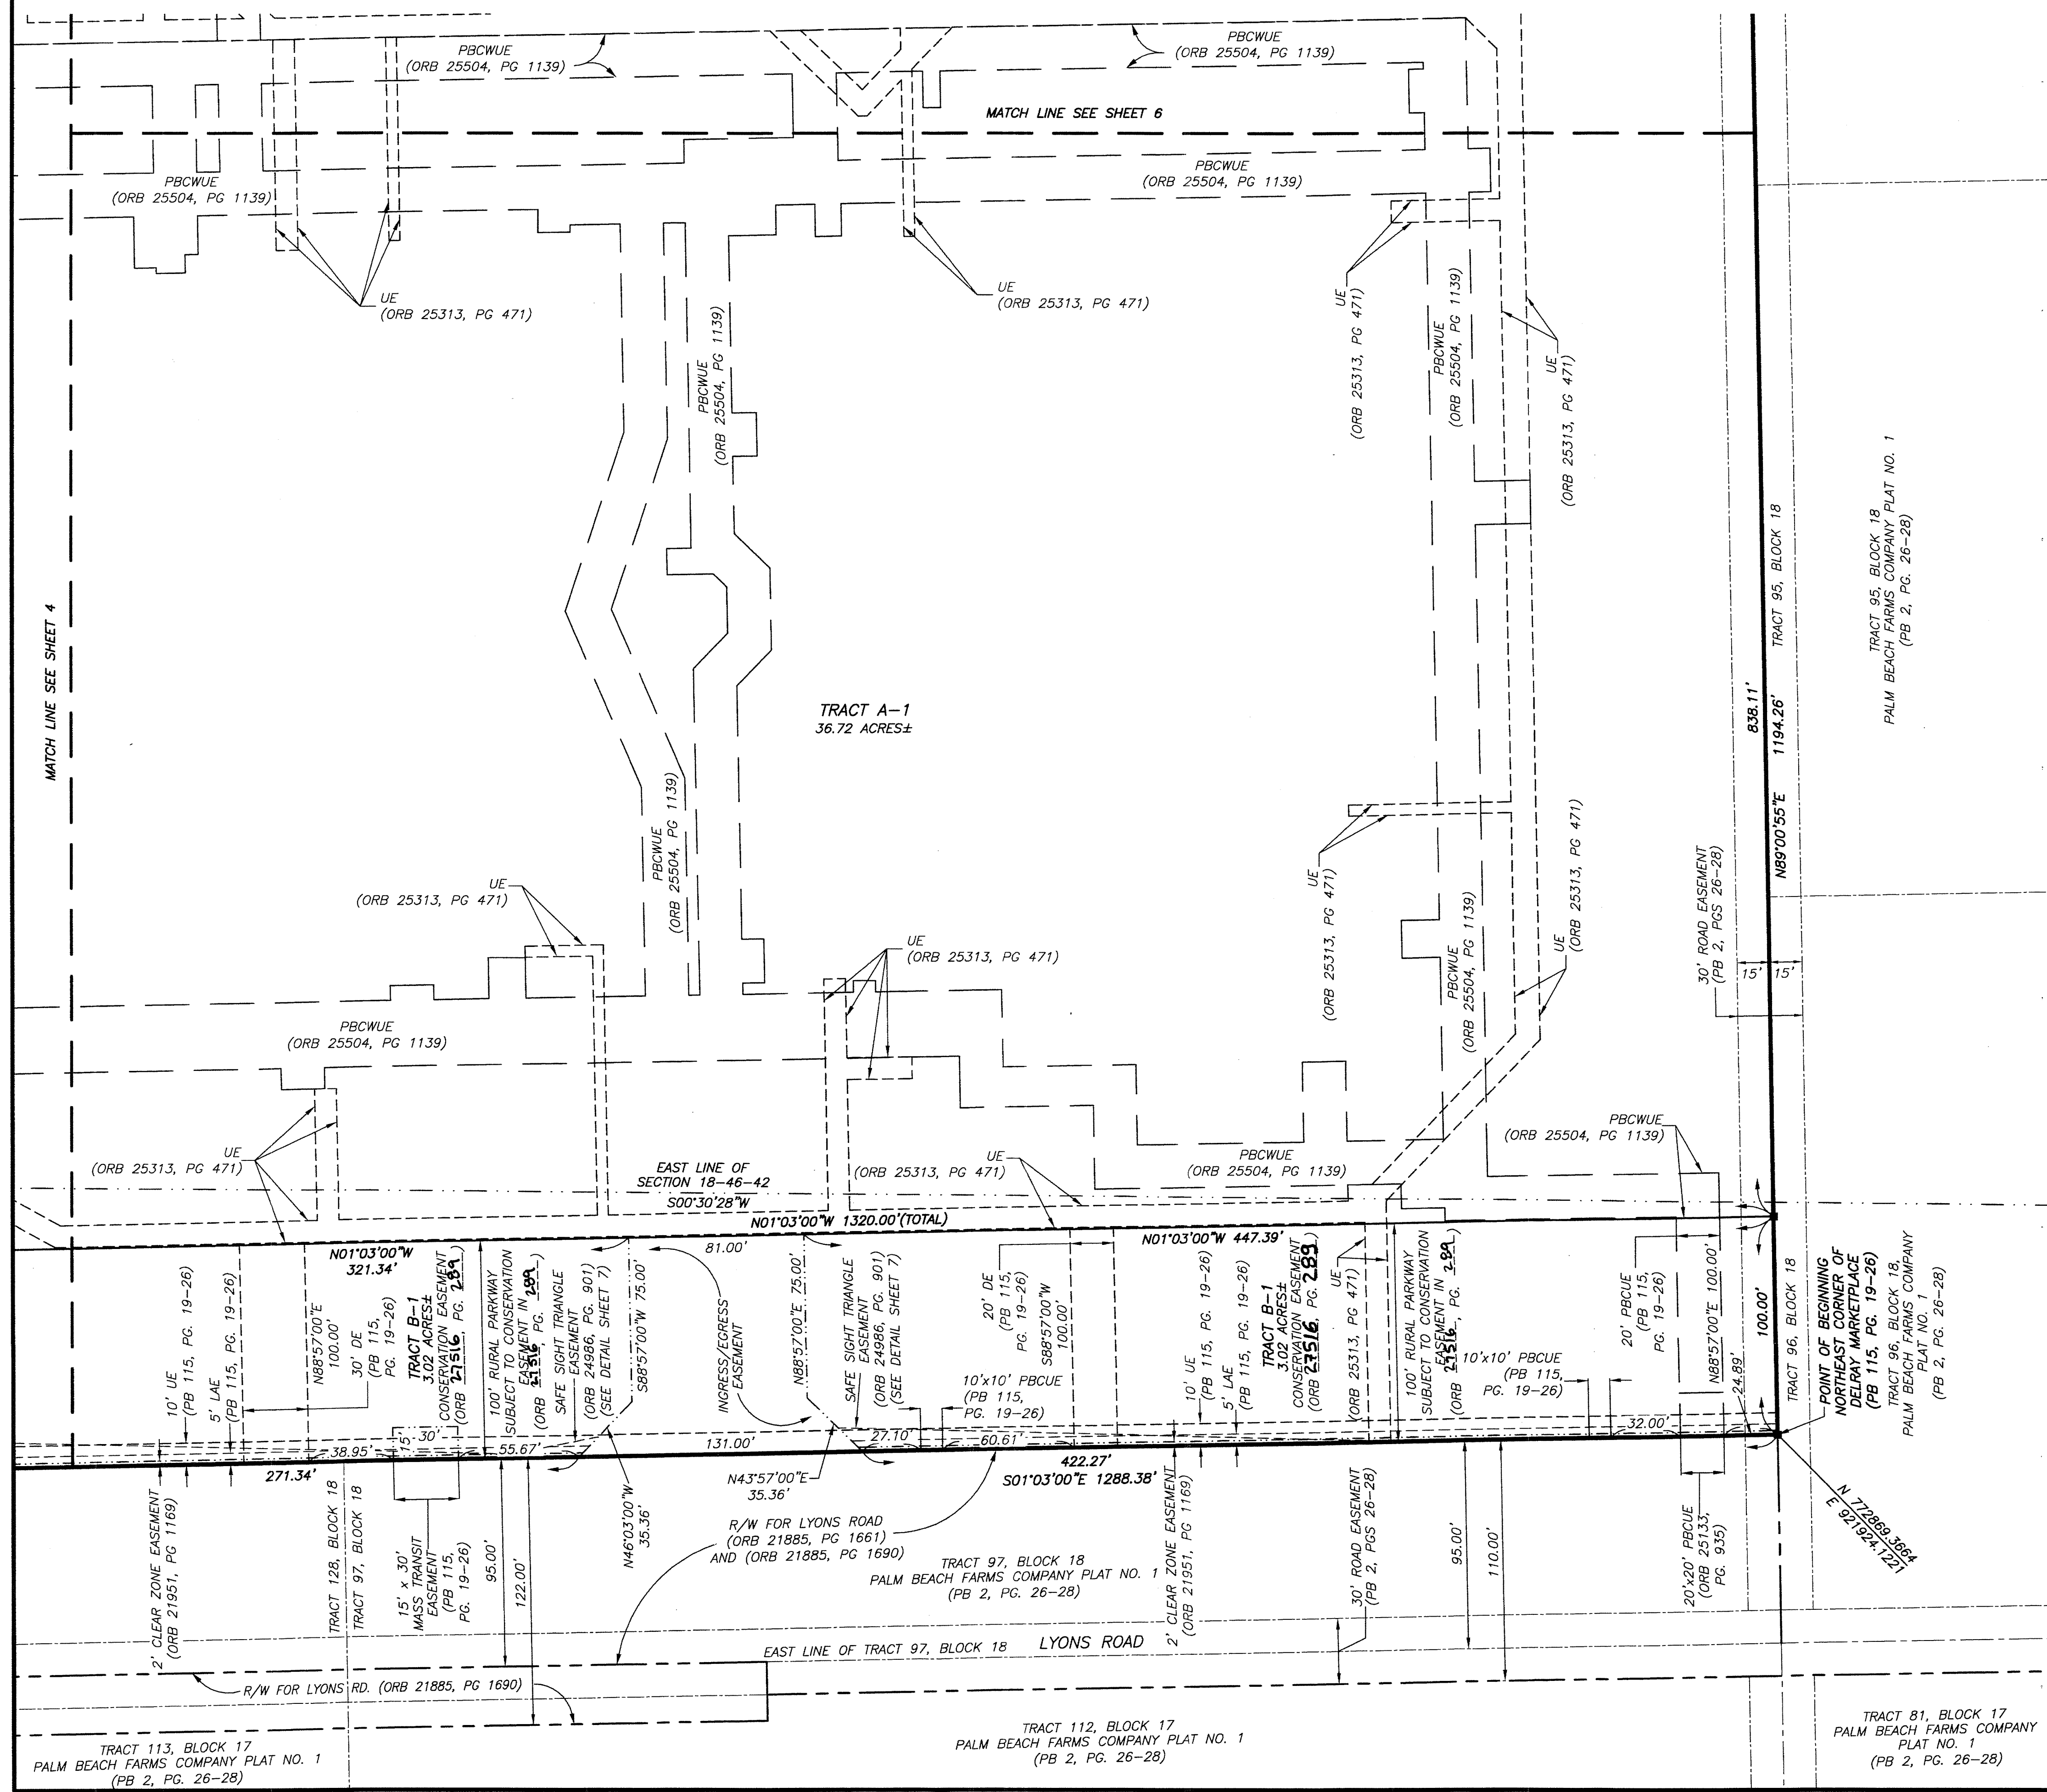 PBCWUE
(ORB 25504, PG 1139)
PBCWUE
(ORB 25504, PG 1139)
MATCH LINE SEE SHEET 6
PBCWUE
(ORB 25504, PG 1139)
PBCWUE
(ORB 25504, PG 1139)
UE
(ORB 25313, PG 471)
UE
(ORB 25313, PG 471)
PBCWUE
(ORB 25504, PG 1139)
UE
(ORB 25313, PG 471)
PBCWUE
(ORB 25504, PG 1139)
UE
(ORB 25313, PG 471)
MATCH LINE SEE SHEET 4
TRACT A-1
36.72 ACRES±
838.11'
N89°00'55"E 1194.26'
TRACT 95, BLOCK 18
TRACT 95, BLOCK 18
PALM BEACH FARMS COMPANY PLAT NO. 1
(PB 2, PG. 26-28)
PBCWUE
(ORB 25504, PG 1139)
UE
(ORB 25313, PG 471)
UE
(ORB 25313, PG 471)
UE
(ORB 25313, PG 471)
PBCWUE
(ORB 25504, PG 1139)
UE
(ORB 25313, PG 471)
30' ROAD EASEMENT
(PB 2, PGS 26-28)
15'
15'
PBCWUE
(ORB 25504, PG 1139)
UE
(ORB 25313, PG 471)
EAST LINE OF
SECTION 18-46-42
S00°30'28"W
UE
(ORB 25313, PG 471)
PBCWUE
(ORB 25504, PG 1139)
PBCWUE
(ORB 25504, PG 1139)
N01°03'00"W 1320.00'(TOTAL)
N01°03'00"W
321.34'
81.00'
N01°03'00"W 447.39'
10' UE
(PB 115, PG. 19-26)
5' LAE
(PB 115, PG. 19-26)
N88°57'00"E
100.00'
30' DE
(PB 115,
PG. 19-26)
TRACT B-1
3.02 ACRES±
CONSERVATION EASEMENT
(ORB 27516, PG. 289)
100' RURAL PARKWAY
SUBJECT TO CONSERVATION
EASEMENT IN
(ORB 27516, PG. 289)
SAFE SIGHT TRIANGLE
EASEMENT
(ORB 24986, PG. 901)
(SEE DETAIL SHEET 7)
S88°57'00"W 75.00'
INGRESS/EGRESS
EASEMENT
N88°57'00"E 75.00'
SAFE SIGHT TRIANGLE
EASEMENT
(ORB 24986, PG. 901)
(SEE DETAIL SHEET 7)
20' DE
(PB 115,
PG. 19-26)
S88°57'00"W
100.00'
10'x10' PBCUE
(PB 115,
PG. 19-26)
10' UE
(PB 115, PG. 19-26)
5' LAE
(PB 115, PG. 19-26)
TRACT B-1
3.02 ACRES±
CONSERVATION EASEMENT
(ORB 27516, PG. 289)
UE
(ORB 25313, PG 471)
100' RURAL PARKWAY
SUBJECT TO CONSERVATION
EASEMENT IN
(ORB 27516, PG. 289)
10'x10' PBCUE
(PB 115,
PG. 19-26)
20' PBCUE
(PB 115,
PG. 19-26)
N88°57'00"E 100.00'
24.89'
100.00'
TRACT 96, BLOCK 18
POINT OF BEGINNING
NORTHEAST CORNER OF
DELRAY MARKETPLACE
(PB 115, PG. 19-26)
TRACT 96, BLOCK 18,
PALM BEACH FARMS COMPANY
PLAT NO. 1
(PB 2, PG. 26-28)
38.95'
15'
30'
55.67'
131.00'
27.10'
60.61'
32.00'
271.34'
422.27'
S01°03'00"E 1288.38'
2' CLEAR ZONE EASEMENT
(ORB 21951, PG 1169)
TRACT 128, BLOCK 18
TRACT 97, BLOCK 18
15' x 30'
MASS TRANSIT
EASEMENT
(PB 115,
PG. 19-26)
95.00'
122.00'
N46°03'00"W
35.36'
N43°57'00"E
35.36'
R/W FOR LYONS ROAD
(ORB 21885, PG 1661)
AND (ORB 21885, PG 1690)
TRACT 97, BLOCK 18
PALM BEACH FARMS COMPANY PLAT NO. 1
(PB 2, PG. 26-28)
2' CLEAR ZONE EASEMENT
(ORB 21951, PG 1169)
30' ROAD EASEMENT
(PB 2, PGS 26-28)
95.00'
110.00'
20'x20' PBCUE
(ORB 25133,
PG. 935)
N 772869.3664
E 921924.1221
EAST LINE OF TRACT 97, BLOCK 18
LYONS ROAD
R/W FOR LYONS RD. (ORB 21885, PG 1690)
TRACT 113, BLOCK 17
PALM BEACH FARMS COMPANY PLAT NO. 1
(PB 2, PG. 26-28)
TRACT 112, BLOCK 17
PALM BEACH FARMS COMPANY PLAT NO. 1
(PB 2, PG. 26-28)
TRACT 81, BLOCK 17
PALM BEACH FARMS COMPANY
PLAT NO. 1
(PB 2, PG. 26-28)